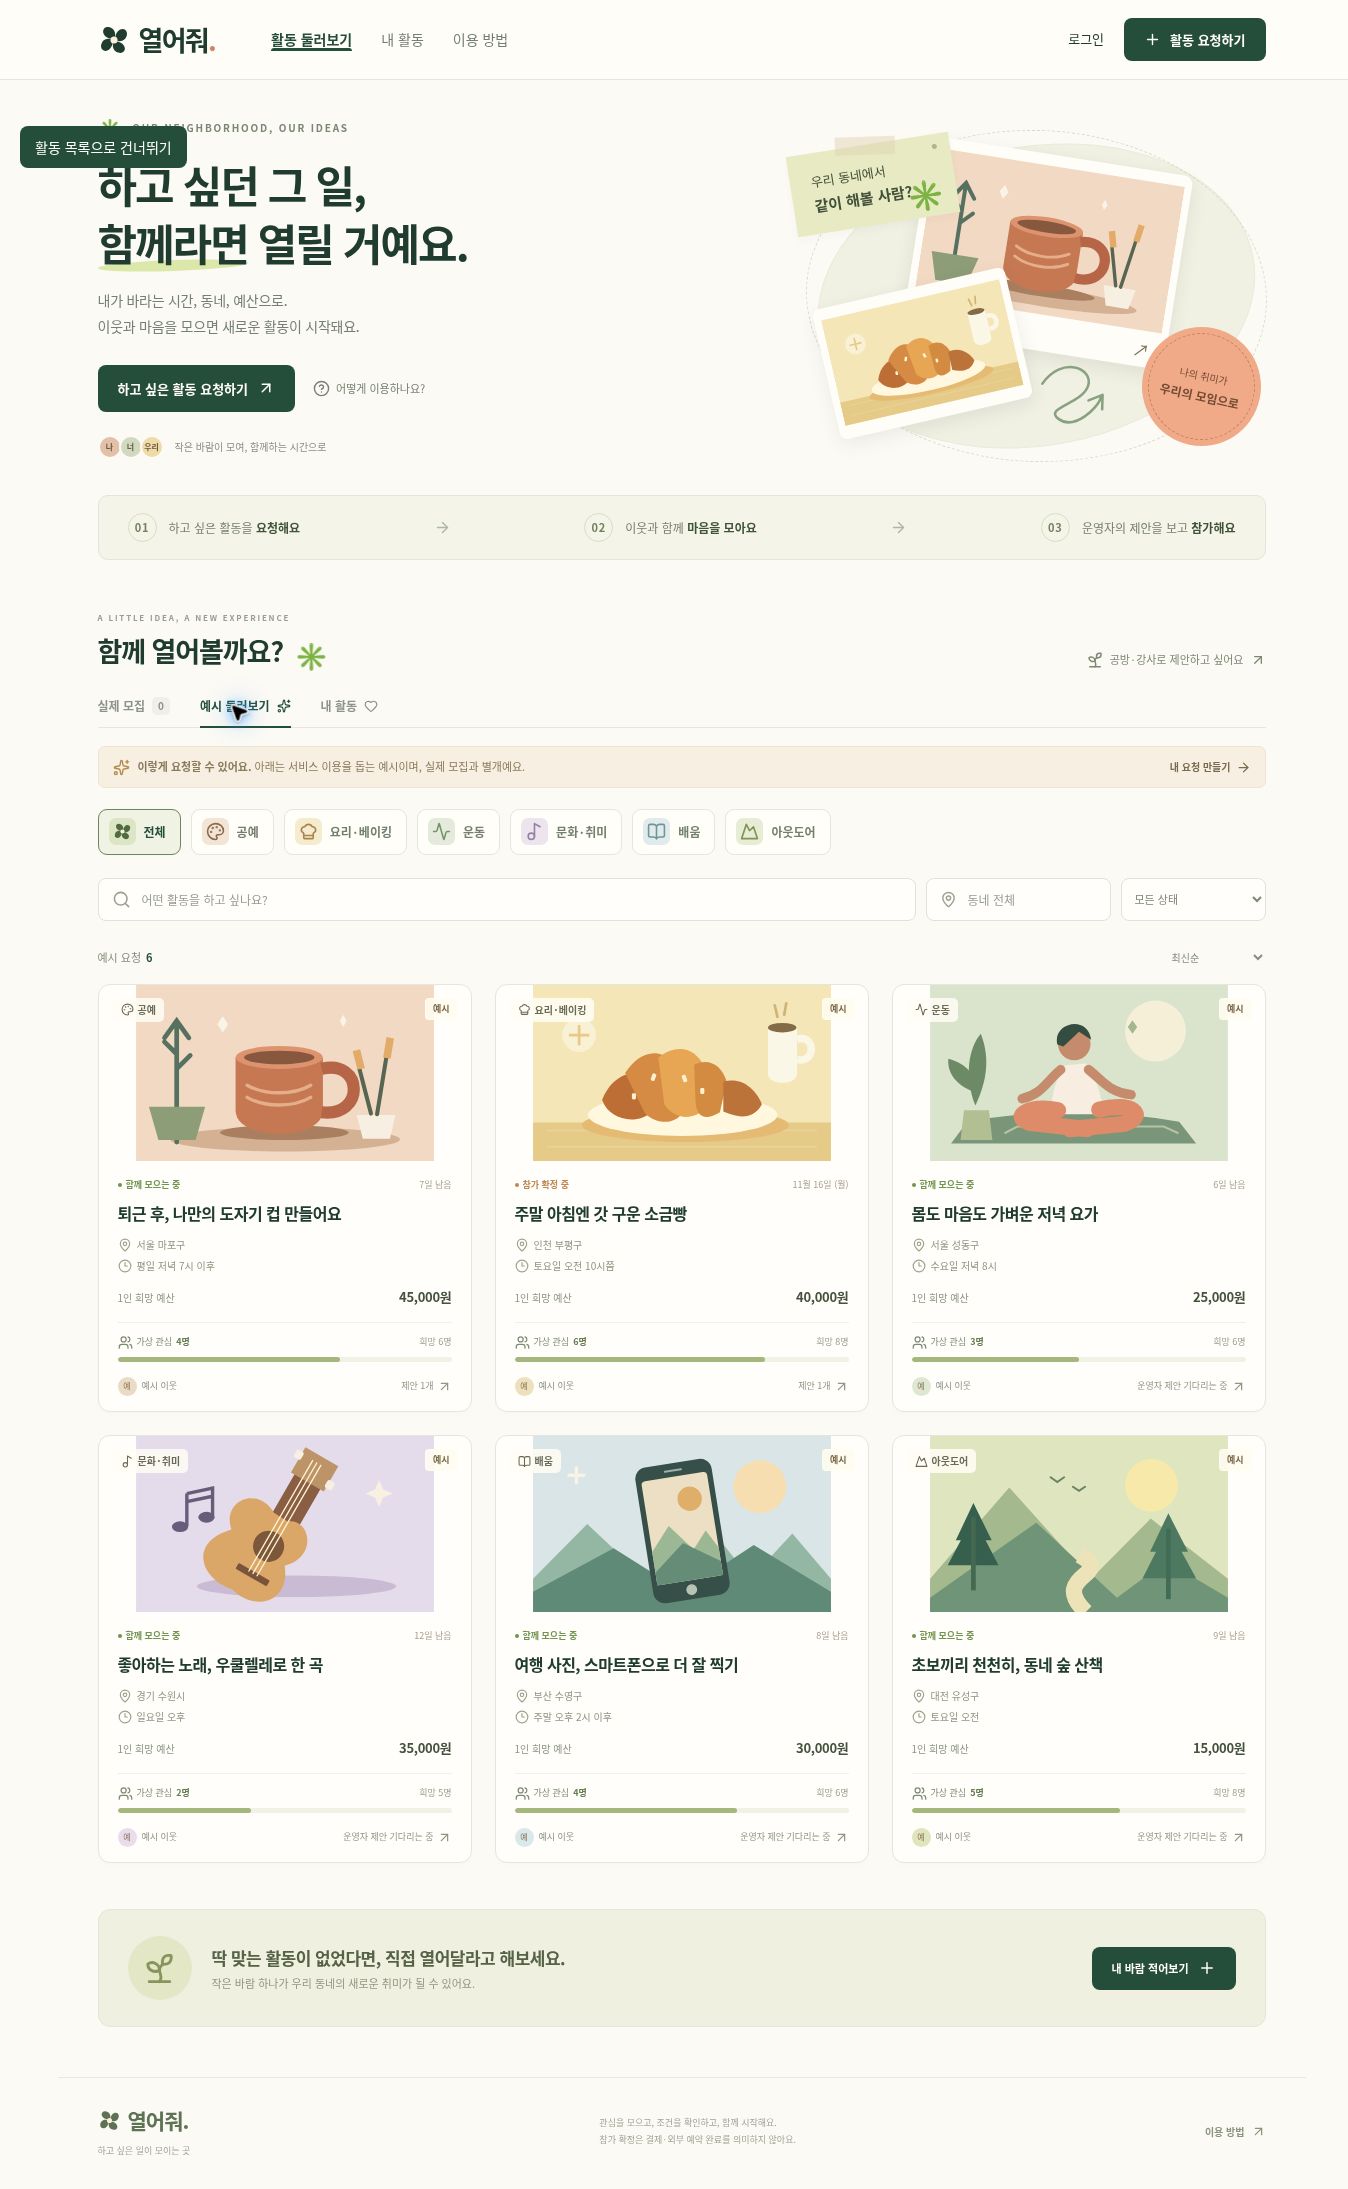 열어줘.
활동 둘러보기
내 활동
이용 방법
로그인
활동 요청하기
활동 목록으로 건너뛰기
NEIGHBORHOOD, OUR IDEAS
하고 싶던 그 일,
함께라면 열릴 거예요.
내가 바라는 시간, 동네, 예산으로.
이웃과 마음을 모으면 새로운 활동이 시작돼요.
하고 싶은 활동 요청하기
어떻게 이용하나요?
나 너 우리
작은 바람이 모여, 함께하는 시간으로
우리 동네에서
같이 해볼 사람?
나의 취미가
우리의 모임으로
01 하고 싶은 활동을 요청해요
02 이웃과 함께 마음을 모아요
03 운영자의 제안을 보고 참가해요
A LITTLE IDEA, A NEW EXPERIENCE
함께 열어볼까요?
공방·강사로 제안하고 싶어요
실제 모집 0
예시 둘러보기
내 활동
이렇게 요청할 수 있어요. 아래는 서비스 이용을 돕는 예시이며, 실제 모집과 별개예요.
내 요청 만들기
전체
공예
요리·베이킹
운동
문화·취미
배움
아웃도어
어떤 활동을 하고 싶나요?
동네 전체
모든 상태
예시 요청 6
최신순
공예
예시
함께 모으는 중
7일 남음
퇴근 후, 나만의 도자기 컵 만들어요
서울 마포구
평일 저녁 7시 이후
1인 희망 예산
45,000원
가상 관심 4명
희망 6명
예 예시 이웃
제안 1개
요리·베이킹
예시
참가 확정 중
11월 16일 (월)
주말 아침엔 갓 구운 소금빵
인천 부평구
토요일 오전 10시쯤
1인 희망 예산
40,000원
가상 관심 6명
희망 8명
예 예시 이웃
제안 1개
운동
예시
함께 모으는 중
6일 남음
몸도 마음도 가벼운 저녁 요가
서울 성동구
수요일 저녁 8시
1인 희망 예산
25,000원
가상 관심 3명
희망 6명
예 예시 이웃
운영자 제안 기다리는 중
문화·취미
예시
함께 모으는 중
12일 남음
좋아하는 노래, 우쿨렐레로 한 곡
경기 수원시
일요일 오후
1인 희망 예산
35,000원
가상 관심 2명
희망 5명
예 예시 이웃
운영자 제안 기다리는 중
배움
예시
함께 모으는 중
8일 남음
여행 사진, 스마트폰으로 더 잘 찍기
부산 수영구
주말 오후 2시 이후
1인 희망 예산
30,000원
가상 관심 4명
희망 6명
예 예시 이웃
운영자 제안 기다리는 중
아웃도어
예시
함께 모으는 중
9일 남음
초보끼리 천천히, 동네 숲 산책
대전 유성구
토요일 오전
1인 희망 예산
15,000원
가상 관심 5명
희망 8명
예 예시 이웃
운영자 제안 기다리는 중
딱 맞는 활동이 없었다면, 직접 열어달라고 해보세요.
작은 바람 하나가 우리 동네의 새로운 취미가 될 수 있어요.
내 바람 적어보기
열어줘.
하고 싶은 일이 모이는 곳
관심을 모으고, 조건을 확인하고, 함께 시작해요.
참가 확정은 결제·외부 예약 완료를 의미하지 않아요.
이용 방법